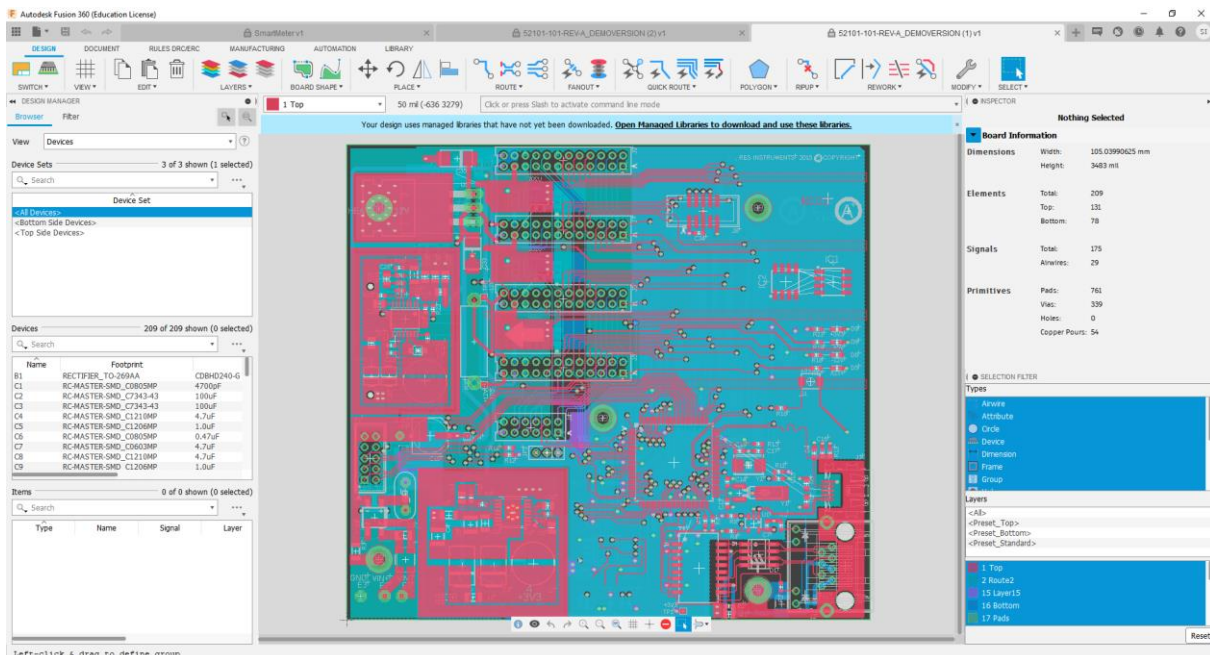 Autodesk Fusion 360 (Education License)
SmartMeter v1
52101-101-REV-A_DEMOVERSION (2) v1
52101-101-REV-A_DEMOVERSION (1) v1
DESIGN DOCUMENT RULES DRC/ERC MANUFACTURING AUTOMATION LIBRARY
SWITCH VIEW EDIT LAYERS BOARD SHAPE PLACE ROUTE FANOUT QUICK ROUTE POLYGON RIPUP REWORK MODIFY SELECT
DESIGN MANAGER
1 Top
50 mil (-636 3279)
Click or press Slash to activate command line mode
INSPECTOR
Browser Filter
Your design uses managed libraries that have not yet been downloaded. Open Managed Libraries to download and use these libraries.
Nothing Selected
View Devices
Board Information
Dimensions Width: 105.03990625 mm
Height: 3483 mil
Elements Total: 209
Top: 131
Bottom: 78
Signals Total: 175
Airwires: 29
Primitives Pads: 761
Vias: 339
Holes: 0
Copper Pours: 54
Device Sets 3 of 3 shown (1 selected)
Search
Device Set
<All Devices>
<Bottom Side Devices>
<Top Side Devices>
Devices 209 of 209 shown (0 selected)
Search
Name Footprint
B1 RECTIFIER_TO-269AA CDBHD240-G
C1 RC-MASTER-SMD_C0805MP 4700pF
C2 RC-MASTER-SMD_C7343-43 100uF
C3 RC-MASTER-SMD_C7343-43 100uF
C4 RC-MASTER-SMD_C1210MP 4.7uF
C5 RC-MASTER-SMD_C1206MP 1.0uF
C6 RC-MASTER-SMD_C0805MP 0.47uF
C7 RC-MASTER-SMD_C0603MP 4.7uF
C8 RC-MASTER-SMD_C1210MP 4.7uF
C9 RC-MASTER-SMD_C1206MP 1.0uF
Items 0 of 0 shown (0 selected)
Search
Type Name Signal Layer
SELECTION FILTER
Types
Airwire
Attribute
Circle
Device
Dimension
Frame
Group
Layers
<All>
<Preset_Top>
<Preset_Bottom>
<Preset_Standard>
1 Top
2 Route2
15 Layer15
16 Bottom
17 Pads
Reset
IC2
+3V3
Left-click & drag to define group